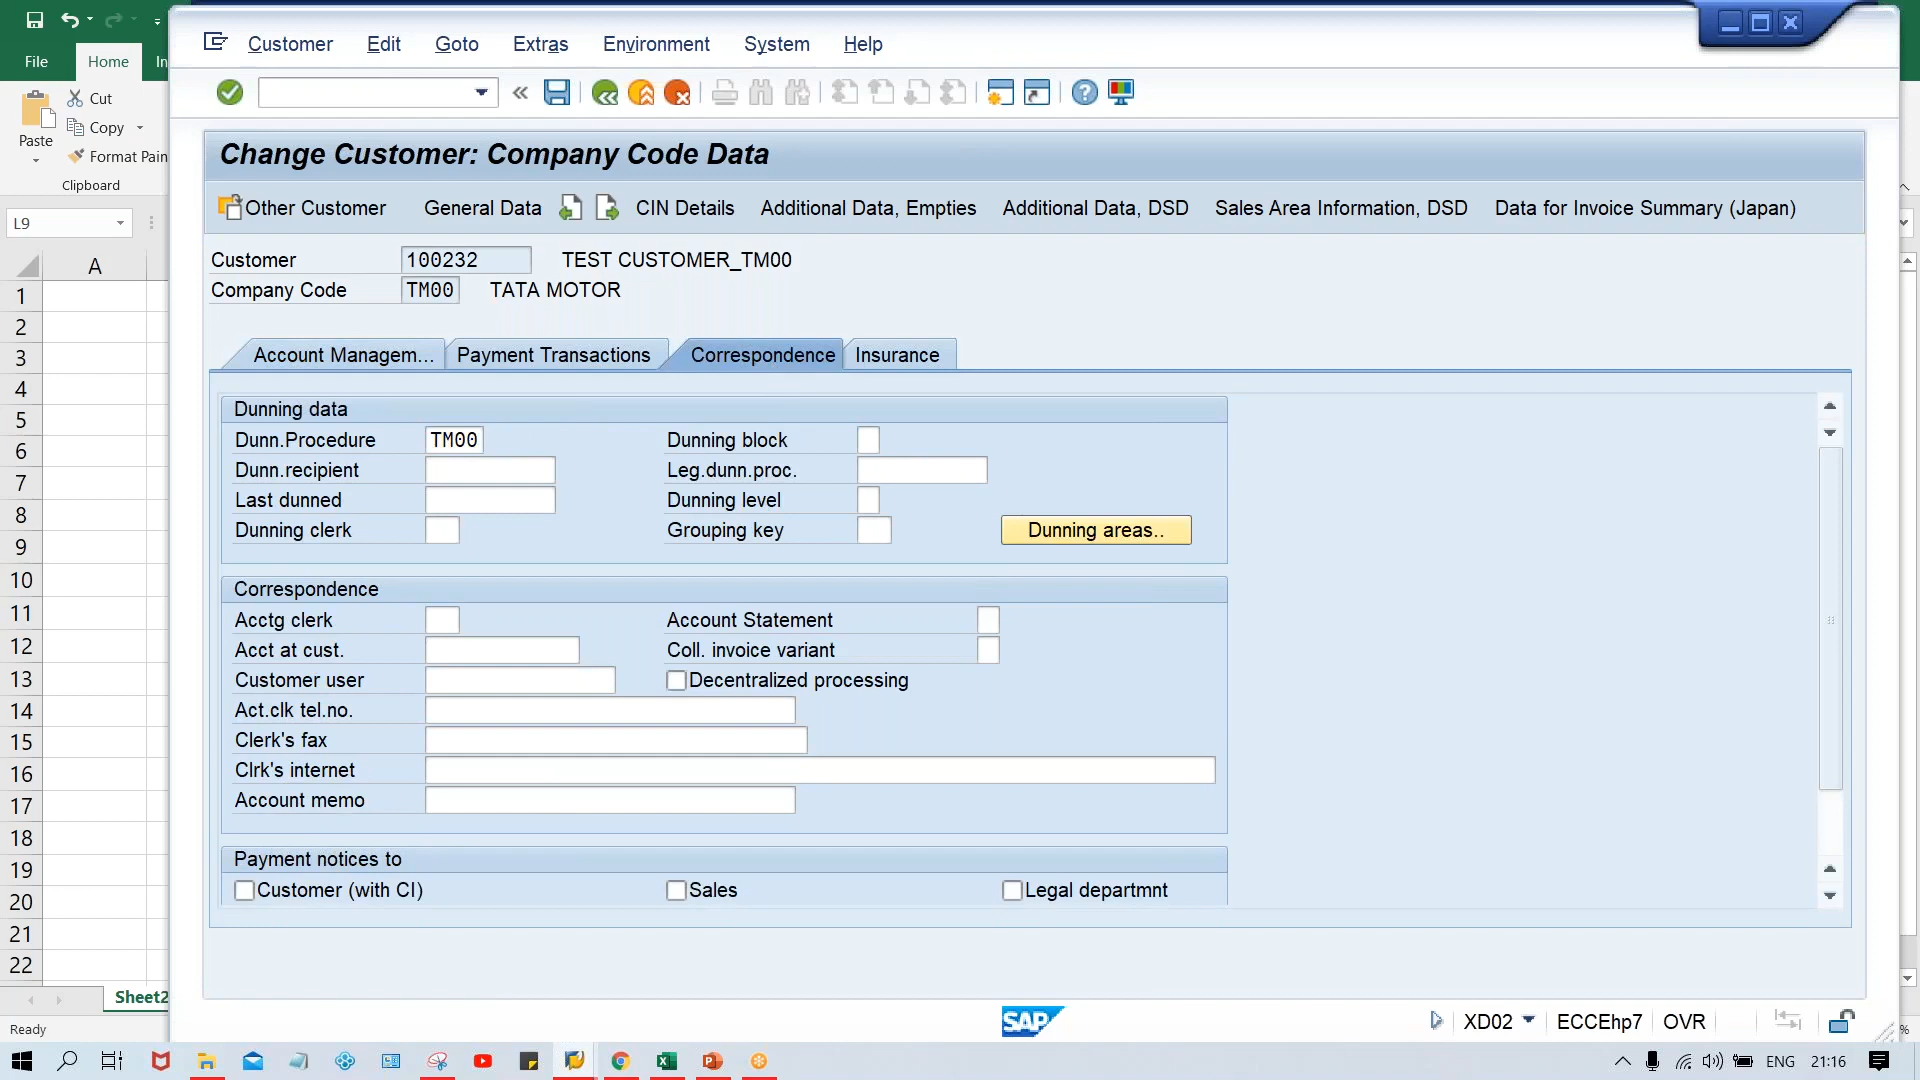 File
Home
In
Cut
Copy
Format Pain
Paste
Clipboard
L9
A
1
2
3
4
5
6
7
8
9
10
11
12
13
14
15
16
17
18
19
20
21
22
Sheet2
Ready
Customer Edit Goto Extras Environment System Help
Change Customer: Company Code Data
Other Customer General Data CIN Details Additional Data, Empties Additional Data, DSD Sales Area Information, DSD Data for Invoice Summary (Japan)
Customer 100232 TEST CUSTOMER_TM00
Company Code TM00 TATA MOTOR
Account Managem... Payment Transactions Correspondence Insurance
Dunning data
Dunn.Procedure TM00 Dunning block
Dunn.recipient Leg.dunn.proc.
Last dunned Dunning level
Dunning clerk Grouping key Dunning areas..
Correspondence
Acctg clerk Account Statement
Acct at cust. Coll. invoice variant
Customer user Decentralized processing
Act.clk tel.no.
Clerk's fax
Clrk's internet
Account memo
Payment notices to
Customer (with CI) Sales Legal departmnt
SAP XD02 ECCEhp7 OVR
%
ENG 21:16